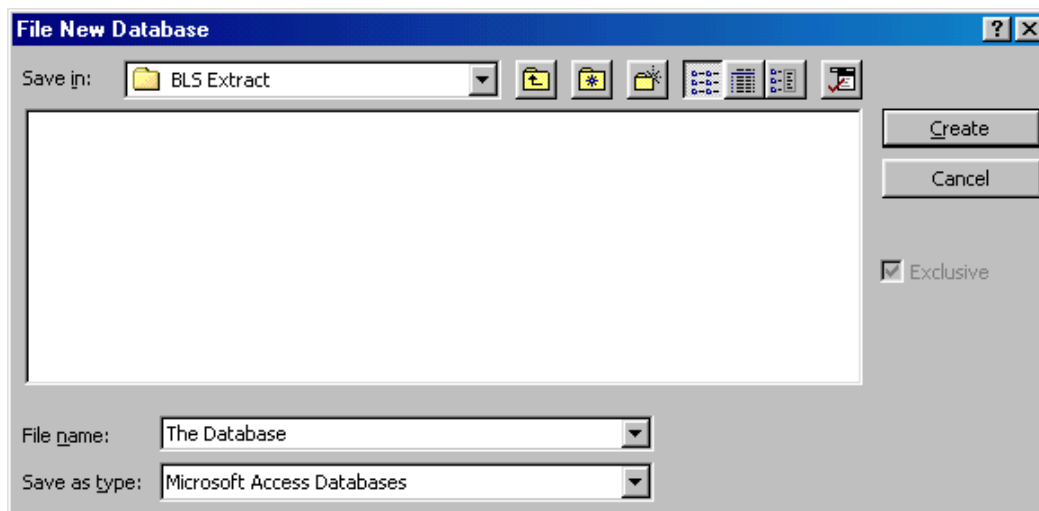 File New Database
Save in: BLS Extract
Create
Cancel
Exclusive
File name: The Database
Save as type: Microsoft Access Databases